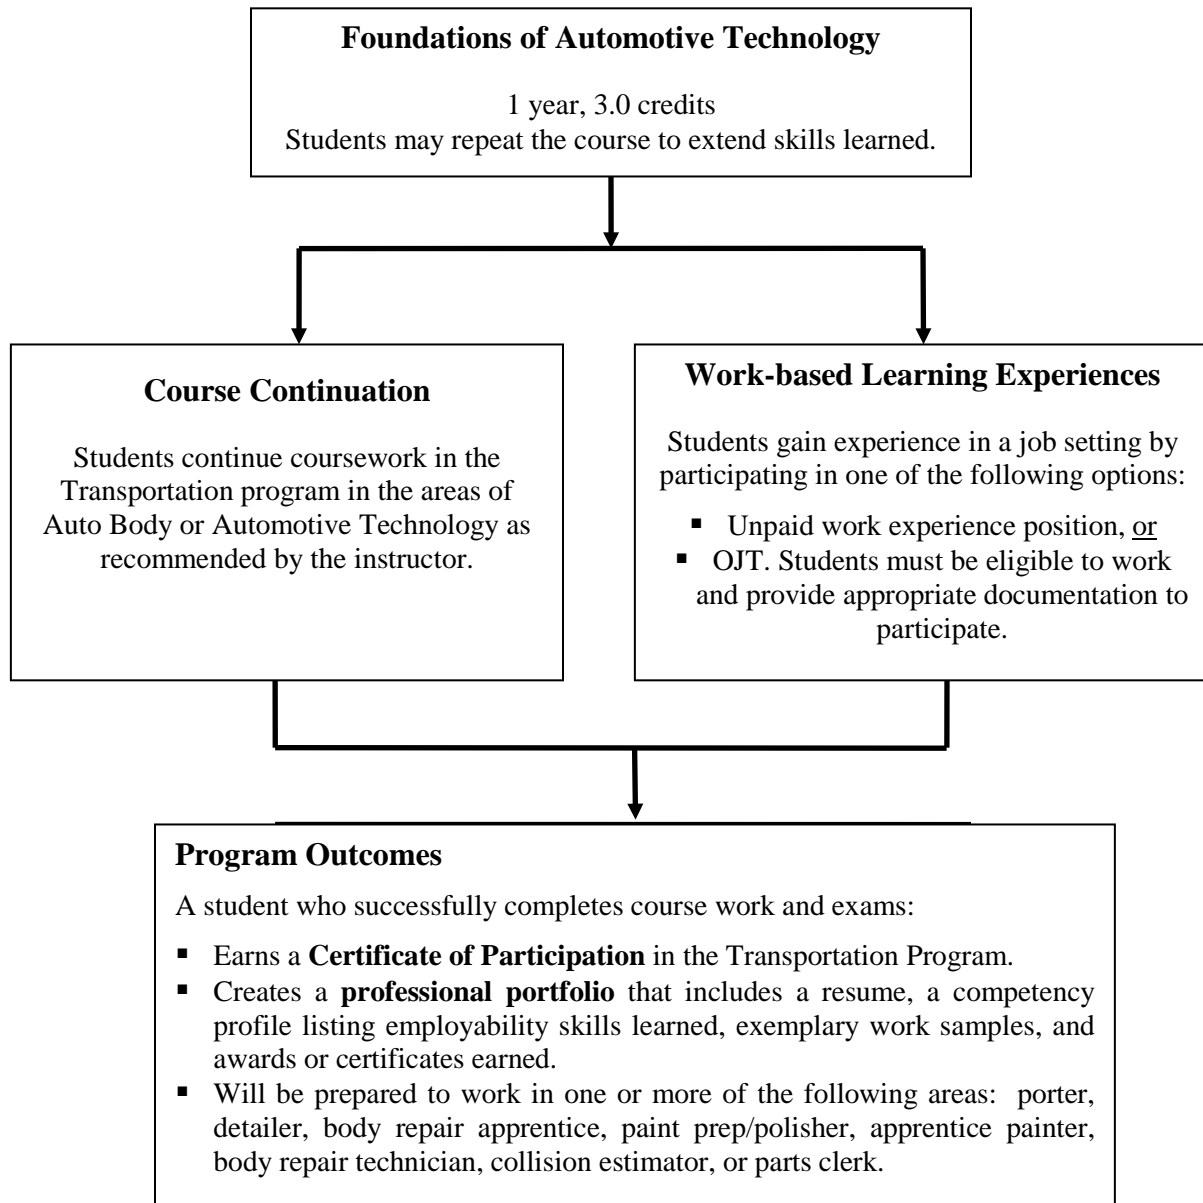 Foundations of Automotive Technology
1 year, 3.0 credits
Students may repeat the course to extend skills learned.
Course Continuation
Students continue coursework in the
Transportation program in the areas of
Auto Body or Automotive Technology as
recommended by the instructor.
Work-based Learning Experiences
Students gain experience in a job setting by
participating in one of the following options:
▪ Unpaid work experience position, or
▪ OJT. Students must be eligible to work
and provide appropriate documentation to
participate.
Program Outcomes
A student who successfully completes course work and exams:
▪ Earns a Certificate of Participation in the Transportation Program.
▪ Creates a professional portfolio that includes a resume, a competency
profile listing employability skills learned, exemplary work samples, and
awards or certificates earned.
▪ Will be prepared to work in one or more of the following areas: porter,
detailer, body repair apprentice, paint prep/polisher, apprentice painter,
body repair technician, collision estimator, or parts clerk.